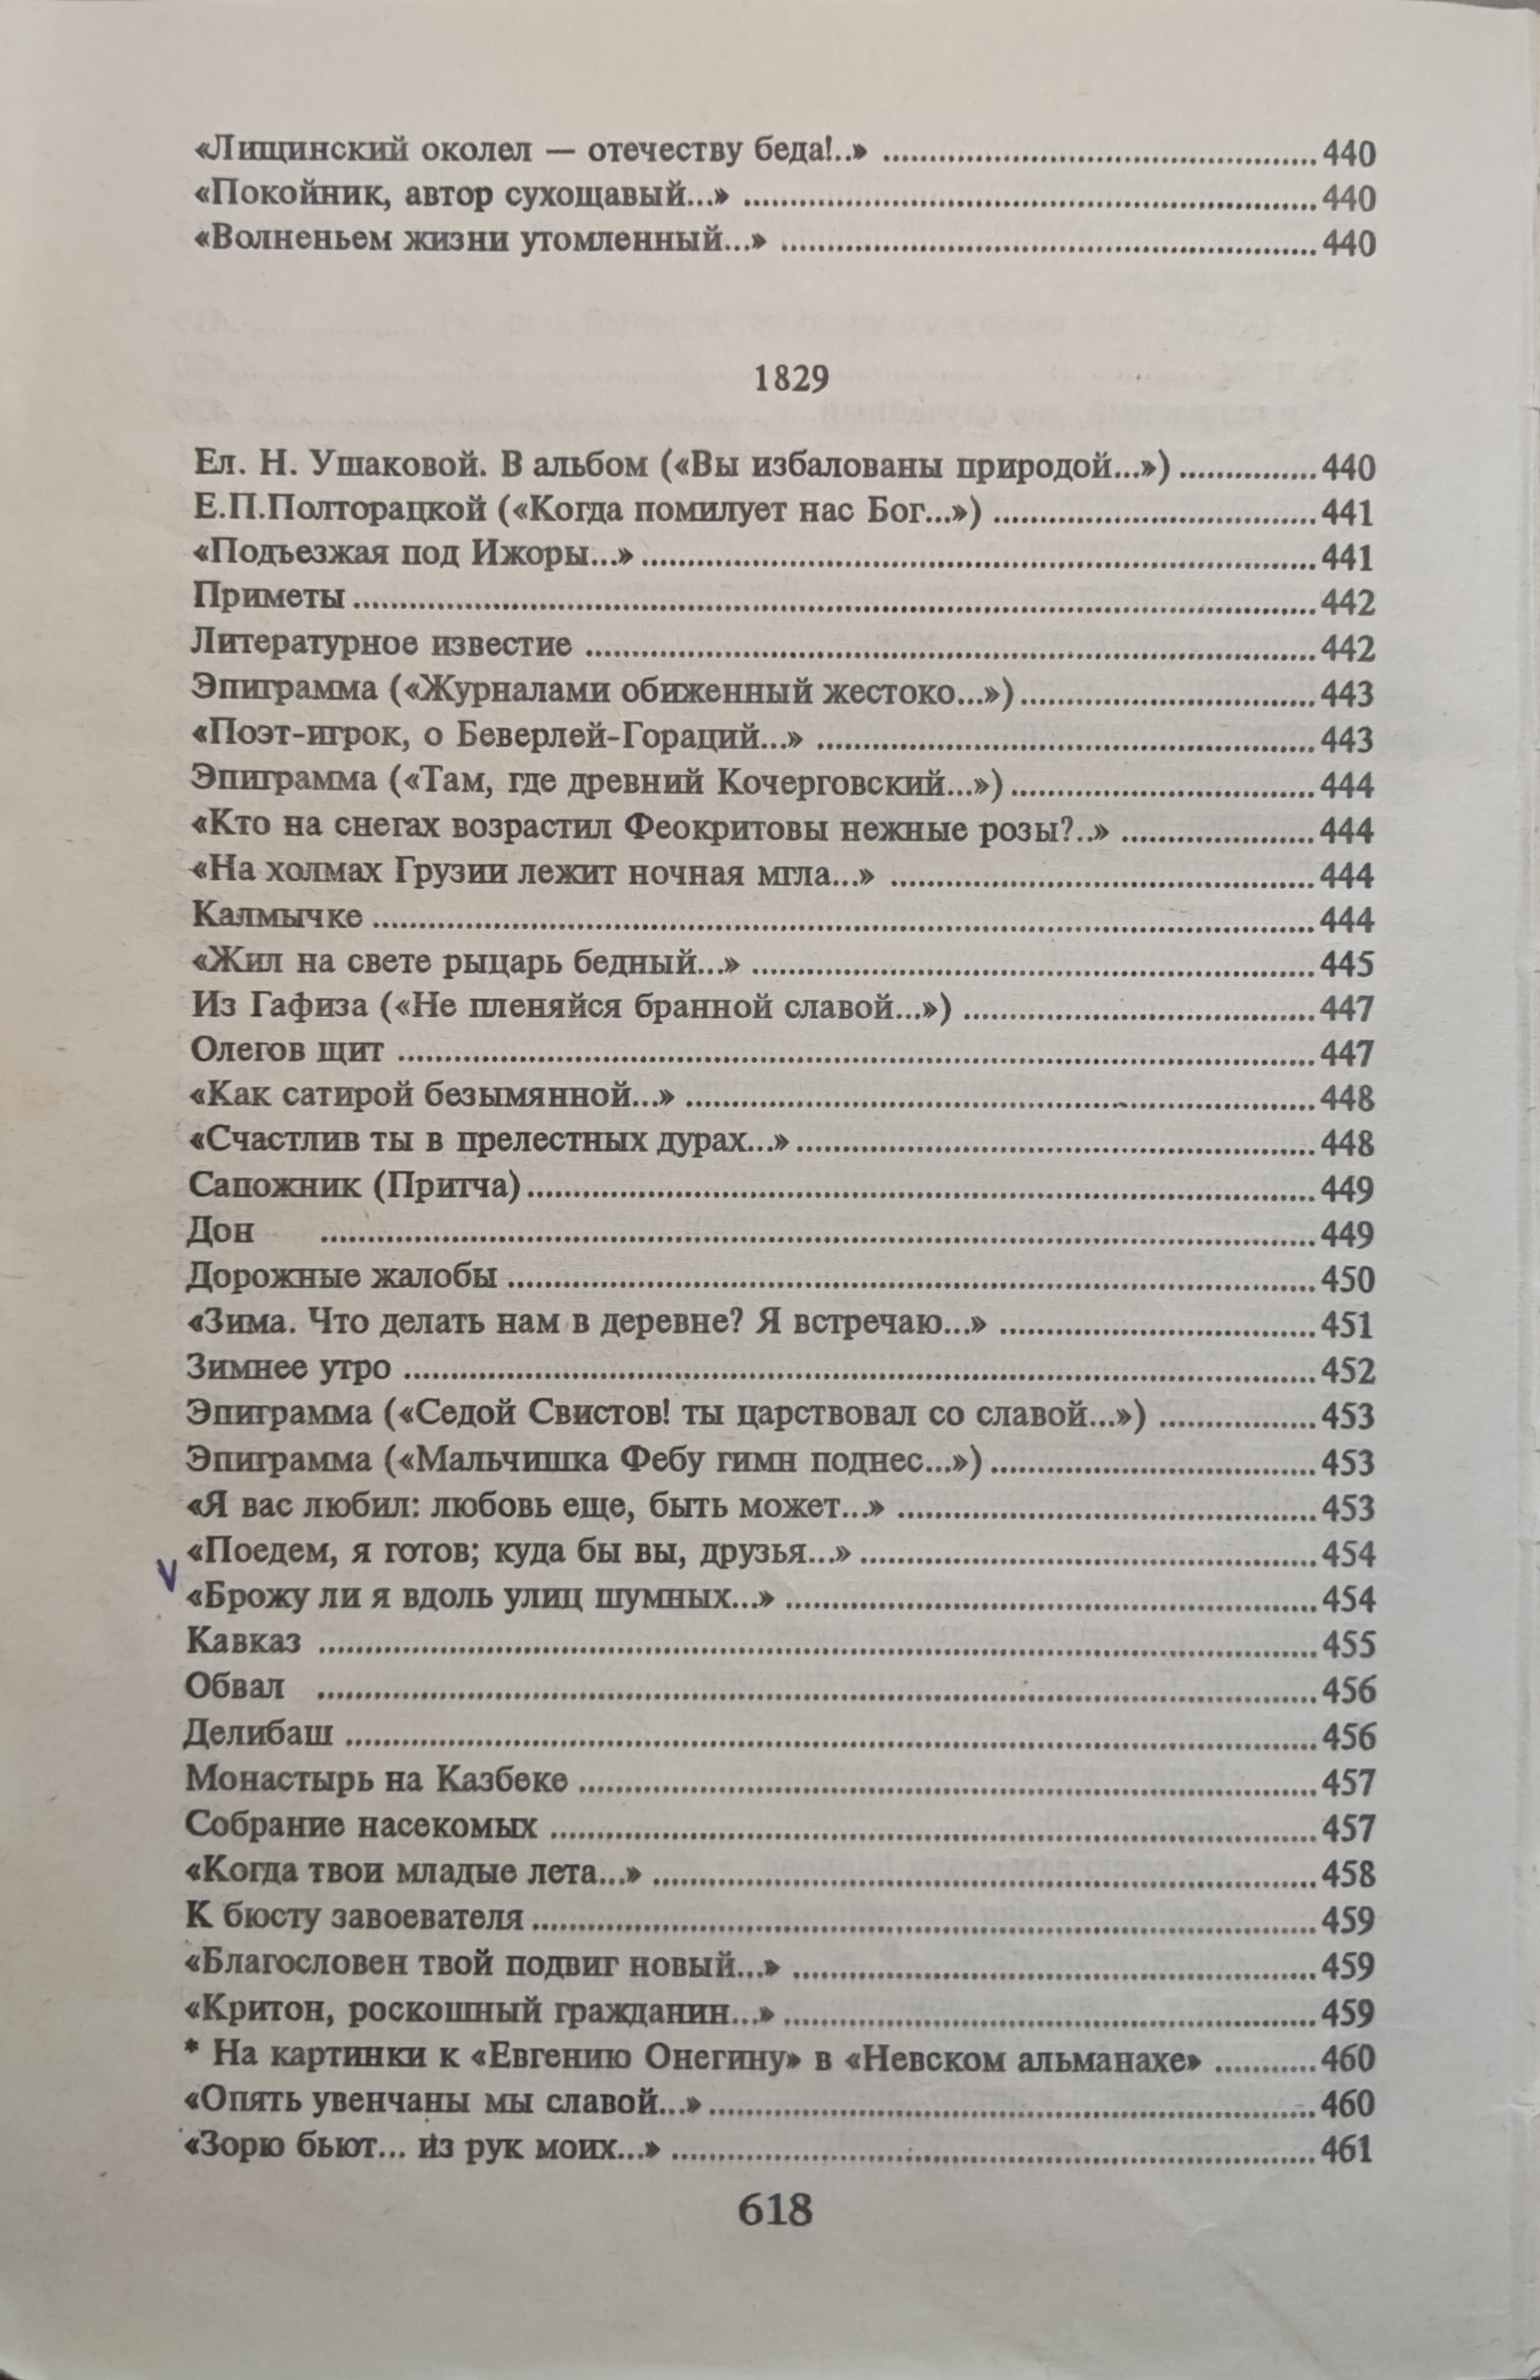 «Лищинский околел — отечеству беда!..» ........ 440
«Покойник, автор сухощавый...» ........ 440
«Волненьем жизни утомленный...» ........ 440
1829
Ел. Н. Ушаковой. В альбом («Вы избалованы природой...») ........ 440
Е.П.Полторацкой («Когда помилует нас Бог...») ........ 441
«Подъезжая под Ижоры...» ........ 441
Приметы ........ 442
Литературное известие ........ 442
Эпиграмма («Журналами обиженный жестоко...») ........ 443
«Поэт-игрок, о Беверлей-Гораций...» ........ 443
Эпиграмма («Там, где древний Кочерговский...») ........ 444
«Кто на снегах возрастил Феокритовы нежные розы?..» ........ 444
«На холмах Грузии лежит ночная мгла...» ........ 444
Калмычке ........ 444
«Жил на свете рыцарь бедный...» ........ 445
Из Гафиза («Не пленяйся бранной славой...») ........ 447
Олегов щит ........ 447
«Как сатирой безымянной...» ........ 448
«Счастлив ты в прелестных дурах...» ........ 448
Сапожник (Притча) ........ 449
Дон ........ 449
Дорожные жалобы ........ 450
«Зима. Что делать нам в деревне? Я встречаю...» ........ 451
Зимнее утро ........ 452
Эпиграмма («Седой Свистов! ты царствовал со славой...») ........ 453
Эпиграмма («Мальчишка Фебу гимн поднес...») ........ 453
«Я вас любил: любовь еще, быть может...» ........ 453
«Поедем, я готов; куда бы вы, друзья...» ........ 454
V «Брожу ли я вдоль улиц шумных...» ........ 454
Кавказ ........ 455
Обвал ........ 456
Делибаш ........ 456
Монастырь на Казбеке ........ 457
Собрание насекомых ........ 457
«Когда твои младые лета...» ........ 458
К бюсту завоевателя ........ 459
«Благословен твой подвиг новый...» ........ 459
«Критон, роскошный гражданин...» ........ 459
* На картинки к «Евгению Онегину» в «Невском альманахе» ........ 460
«Опять увенчаны мы славой...» ........ 460
«Зорю бьют... из рук моих...» ........ 461
618